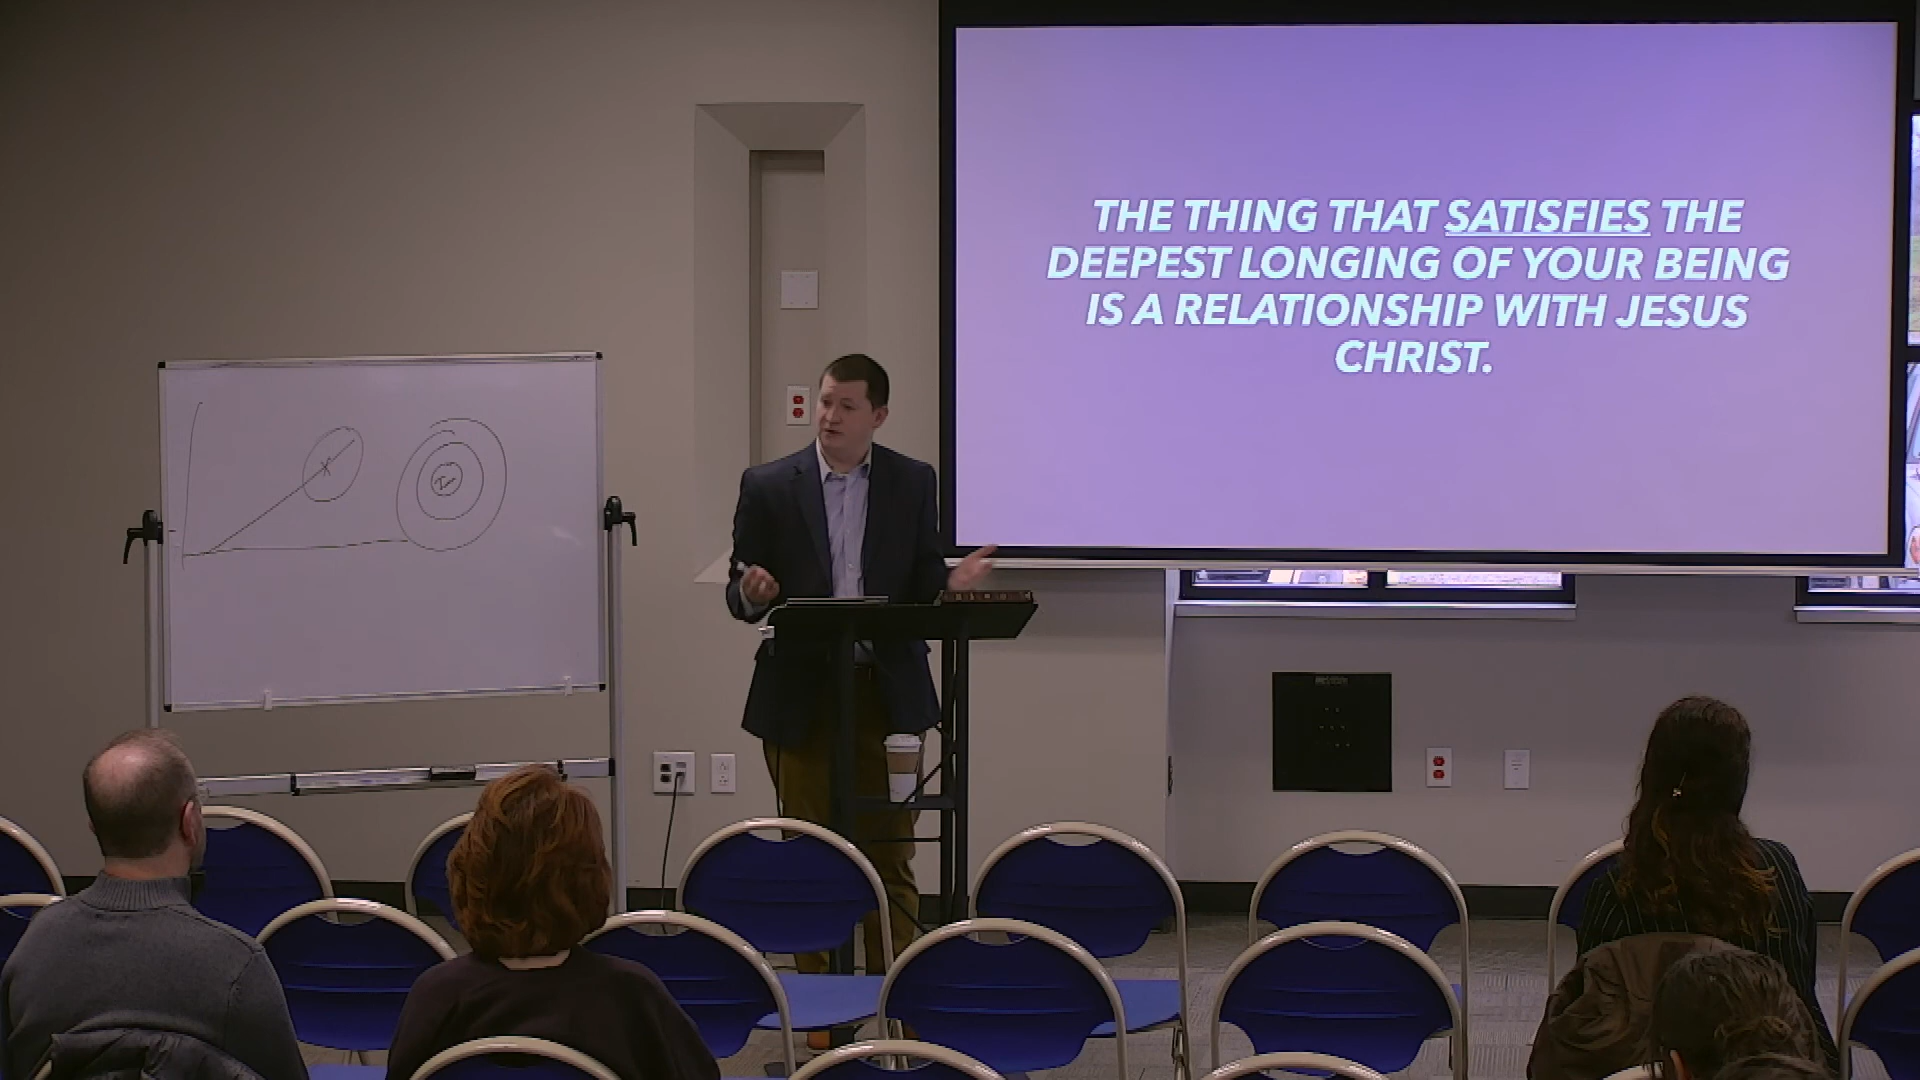 THE THING THAT SATISFIES THE
DEEPEST LONGING OF YOUR BEING
IS A RELATIONSHIP WITH JESUS
CHRIST.